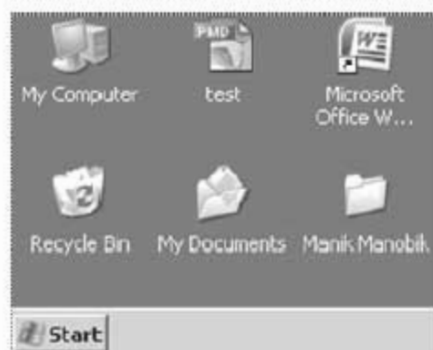 PMD
My Computer
test
Microsoft
Office W...
Recycle Bin
My Documents
Manik Manobik
Start